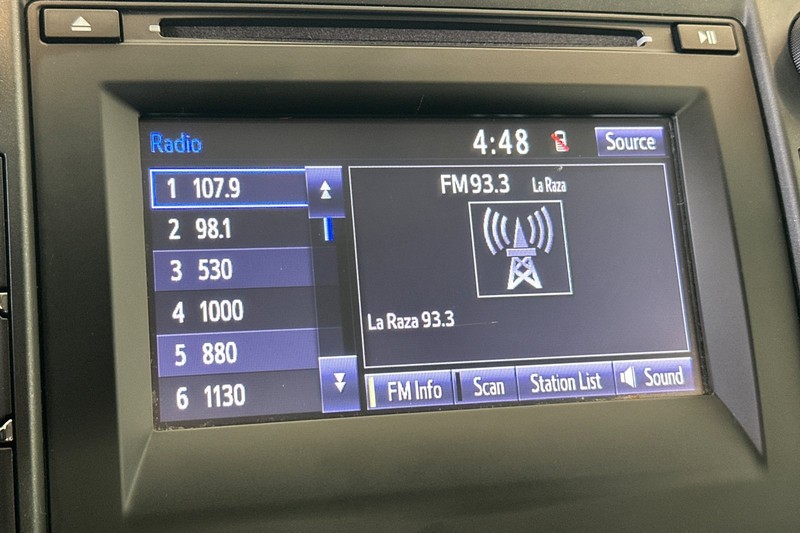 Radio
4:48
Source
1 107.9
2 98.1
3 530
4 1000
5 880
6 1130
FM93.3 La Raza
La Raza 93.3
FM Info
Scan
Station List
Sound